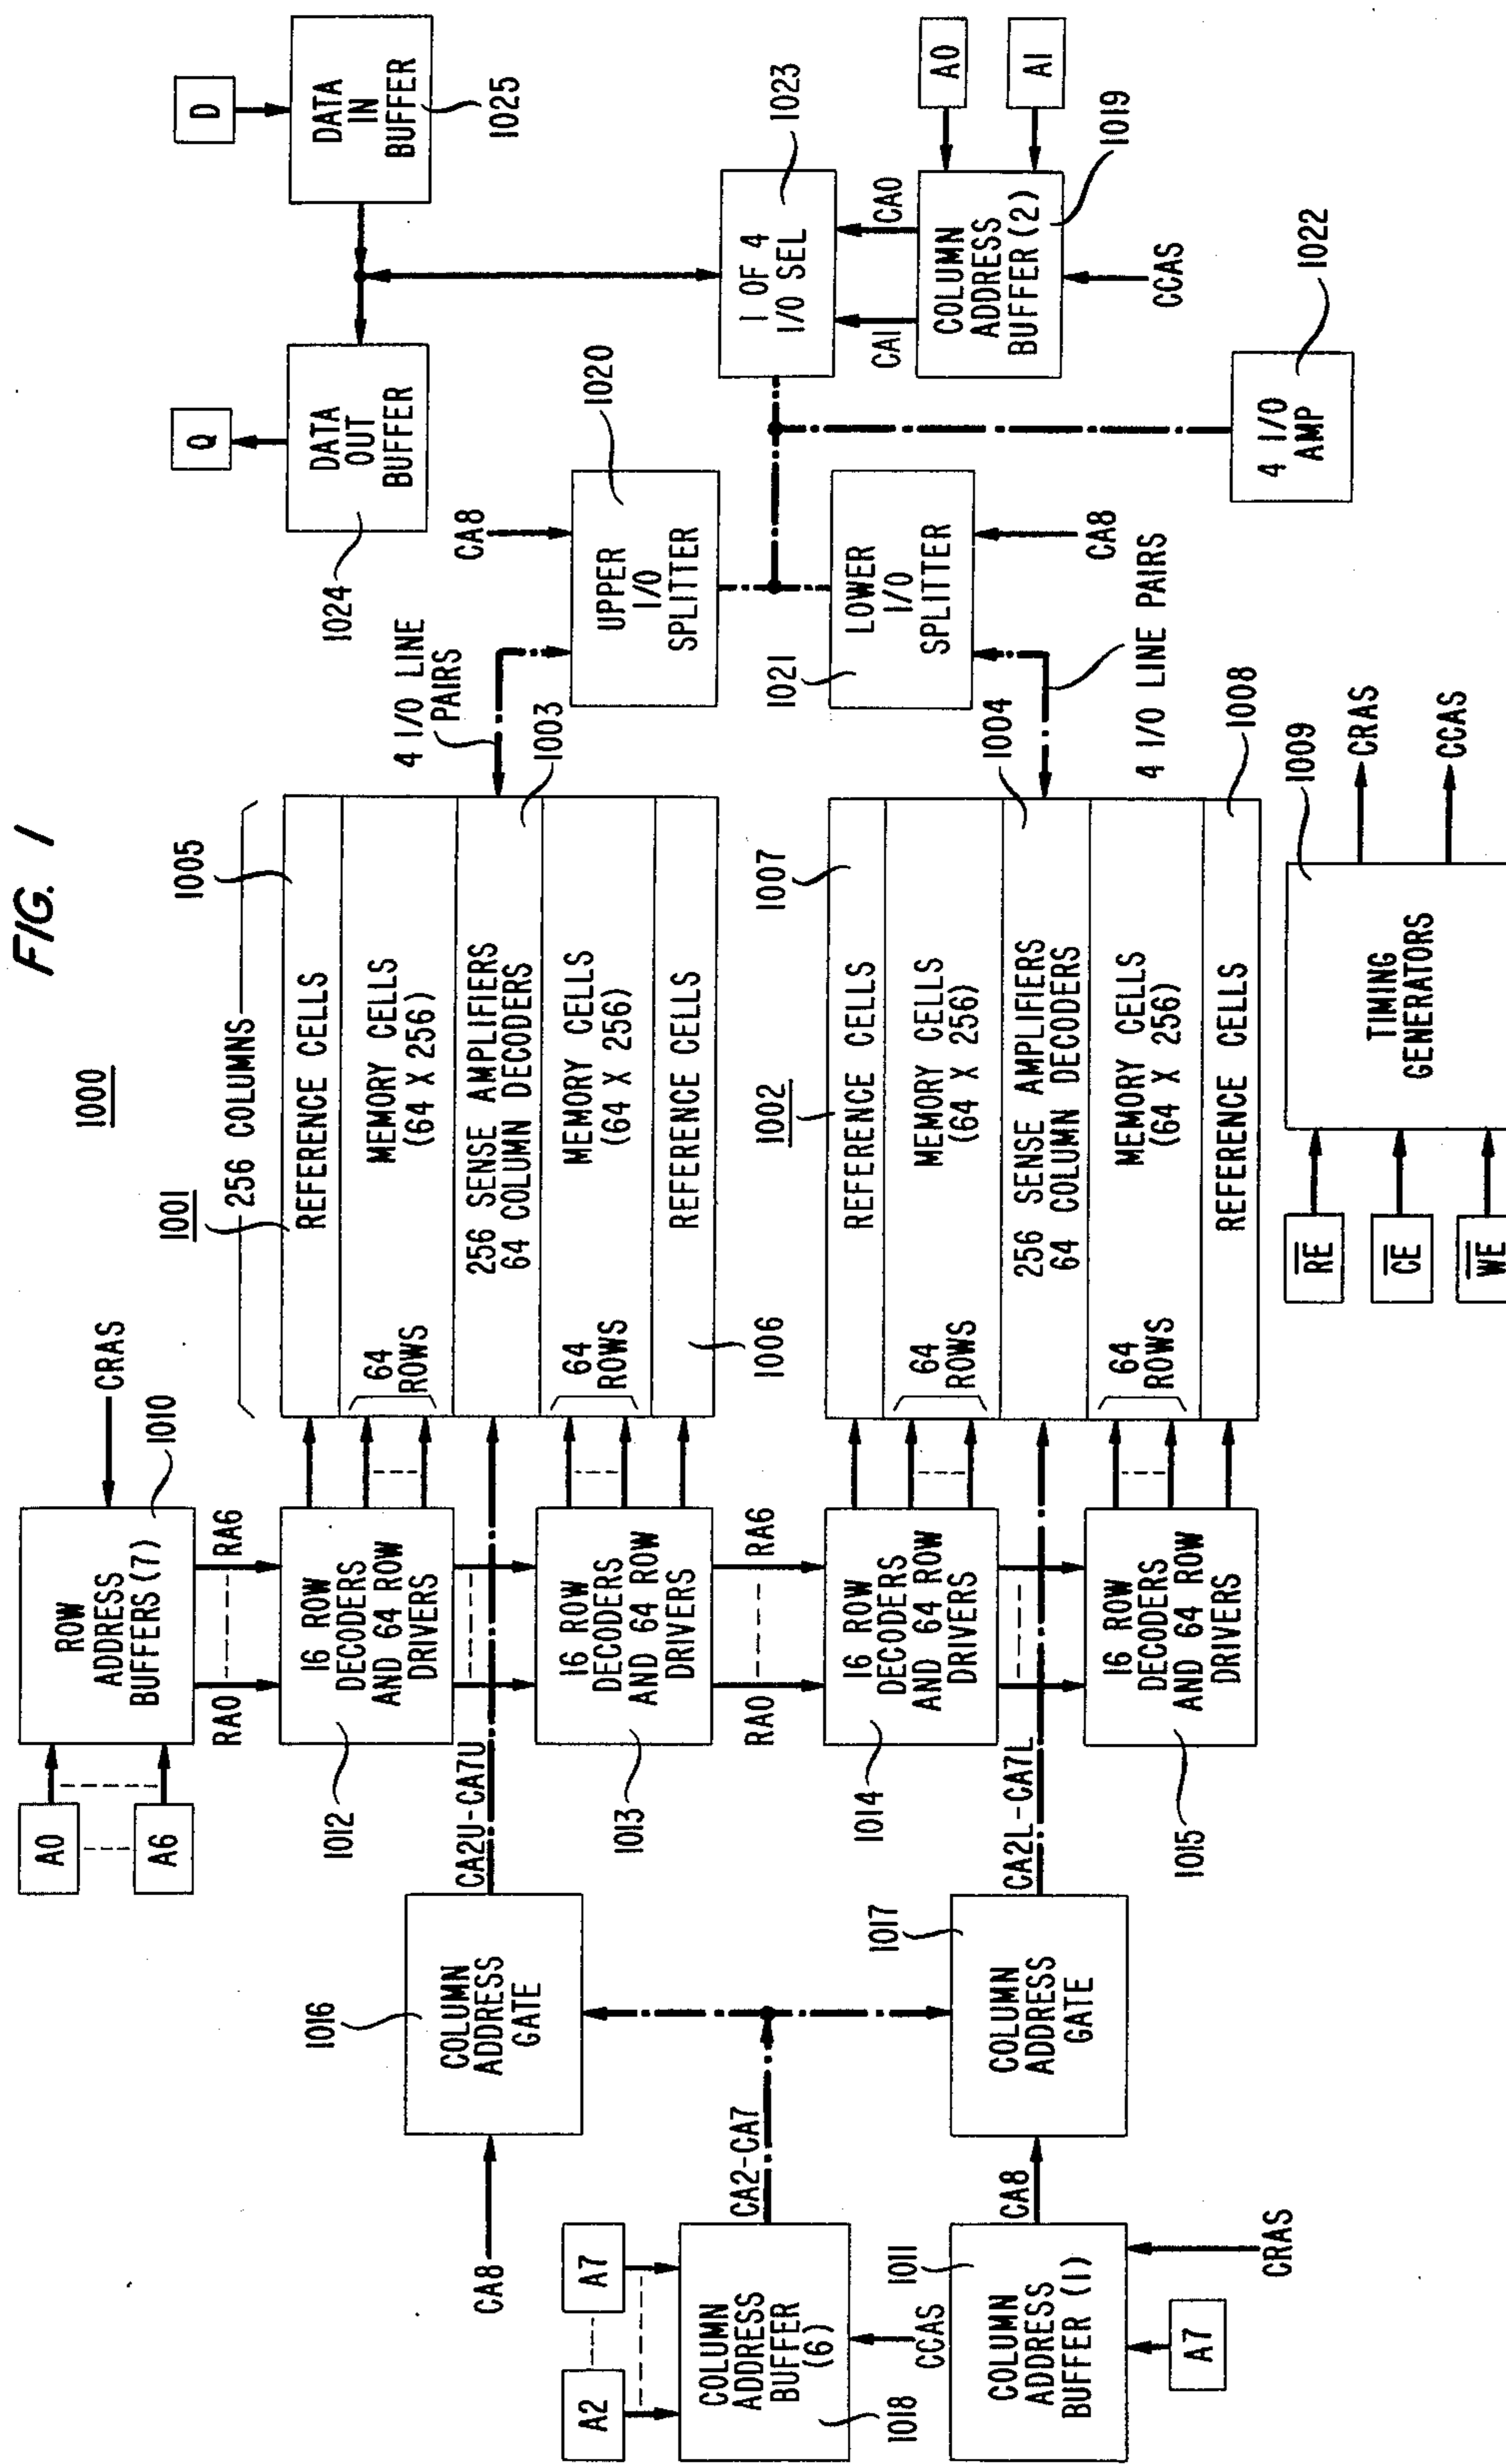 FIG. 1
1000
A0
A6
ROW
ADDRESS
BUFFERS (7)
1010
CRAS
RA0
RA6
1001
256 COLUMNS
1005
16 ROW
DECODERS
AND 64 ROW
DRIVERS
1012
REFERENCE CELLS
64
ROWS
MEMORY CELLS
(64 X 256)
256 SENSE AMPLIFIERS
64 COLUMN DECODERS
1003
64
ROWS
MEMORY CELLS
(64 X 256)
REFERENCE CELLS
1006
CA2U-CA7U
16 ROW
DECODERS
AND 64 ROW
DRIVERS
1013
RA0
RA6
4 I/O LINE
PAIRS
CA8
UPPER
I/O
SPLITTER
1020
Q
DATA
OUT
BUFFER
1024
D
DATA
IN
BUFFER
1025
CA8
COLUMN
ADDRESS
GATE
1016
A2
A7
COLUMN
ADDRESS
BUFFER
(6)
1018
CCAS
CA2-CA7
COLUMN
ADDRESS
BUFFER (1)
1011
A7
CRAS
CA8
COLUMN
ADDRESS
GATE
1017
CA2L-CA7L
16 ROW
DECODERS
AND 64 ROW
DRIVERS
1014
16 ROW
DECODERS
AND 64 ROW
DRIVERS
1015
1002
1007
REFERENCE CELLS
64
ROWS
MEMORY CELLS
(64 X 256)
256 SENSE AMPLIFIERS
64 COLUMN DECODERS
1004
64
ROWS
MEMORY CELLS
(64 X 256)
REFERENCE CELLS
1008
4 I/O LINE PAIRS
LOWER
I/O
SPLITTER
1021
CA8
1 OF 4
I/O SEL
1023
CA1
CA0
COLUMN
ADDRESS
BUFFER (2)
1019
A0
A1
CCAS
4 I/O
AMP
1022
RE
CE
WE
TIMING
GENERATORS
1009
CRAS
CCAS